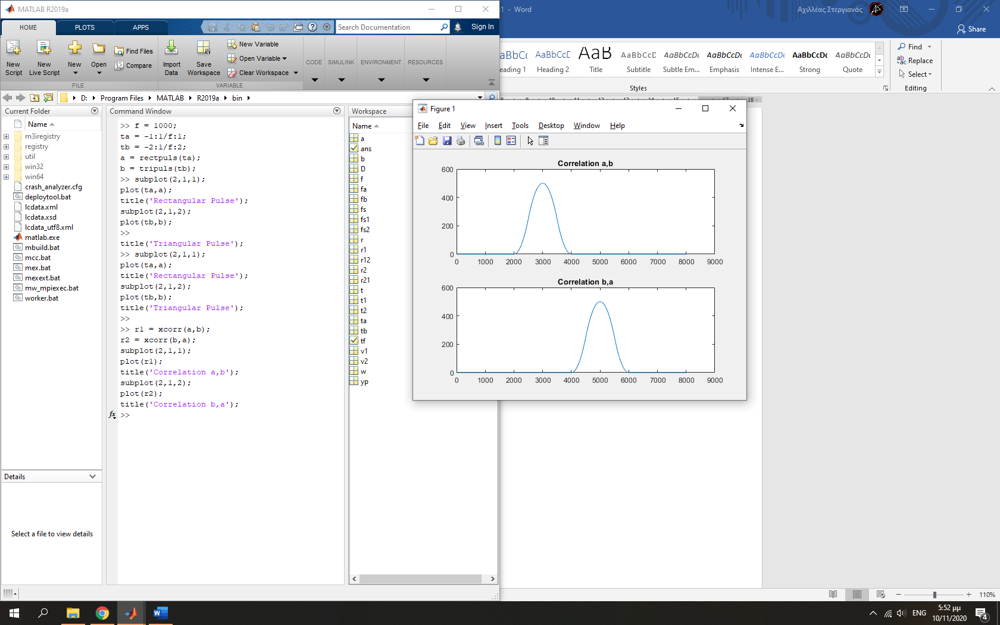 MATLAB R2019a
HOME PLOTS APPS
Search Documentation
Sign In
New Script
New Live Script
New
Open
Find Files
Compare
Import Data
Save Workspace
New Variable
Open Variable
Clear Workspace
CODE
SIMULINK
ENVIRONMENT
RESOURCES
FILE
VARIABLE
D: Program Files MATLAB R2019a bin
Current Folder
Name
m3iregistry
registry
util
win32
win64
crash_analyzer.cfg
deploytool.bat
lcdata.xml
lcdata.xsd
lcdata_utf8.xml
matlab.exe
mbuild.bat
mcc.bat
mex.bat
mexext.bat
mw_mpiexec.bat
worker.bat
Details
Select a file to view details
Command Window
>> f = 1000;
ta = -1:1/f:1;
tb = -2:1/f:2;
a = rectpuls(ta);
b = tripuls(tb);
>> subplot(2,1,1);
plot(ta,a);
title('Rectangular Pulse');
subplot(2,1,2);
plot(tb,b);
>>
title('Triangular Pulse');
>> subplot(2,1,1);
plot(ta,a);
title('Rectangular Pulse');
subplot(2,1,2);
plot(tb,b);
title('Triangular Pulse');
>>
>> r1 = xcorr(a,b);
r2 = xcorr(b,a);
subplot(2,1,1);
plot(r1);
title('Correlation a,b');
subplot(2,1,2);
plot(r2);
title('Correlation b,a');
fx >>
Workspace
Name
a
ans
b
D
f
fa
fb
fs
fs1
fs2
r
r1
r12
r2
r21
t
t1
t2
ta
tb
tf
v1
v2
w
yp
Figure 1
File Edit View Insert Tools Desktop Window Help
Correlation a,b
600
400
200
0
0 1000 2000 3000 4000 5000 6000 7000 8000 9000
Correlation b,a
600
400
200
0
0 1000 2000 3000 4000 5000 6000 7000 8000 9000
1 - Word
Αχιλλέας Στεργιανάς
Share
aBbCc AaBbCcD AaB AaBbCcD AaBbCcDc AaBbCcDc AaBbCcDc AaBbCcDc AaBbCcDc
eading 1 Heading 2 Title Subtitle Subtle Em... Emphasis Intense E... Strong Quote
Styles
Find
Replace
Select
Editing
17 18
110%
ENG
5:52 μμ
10/11/2020
4